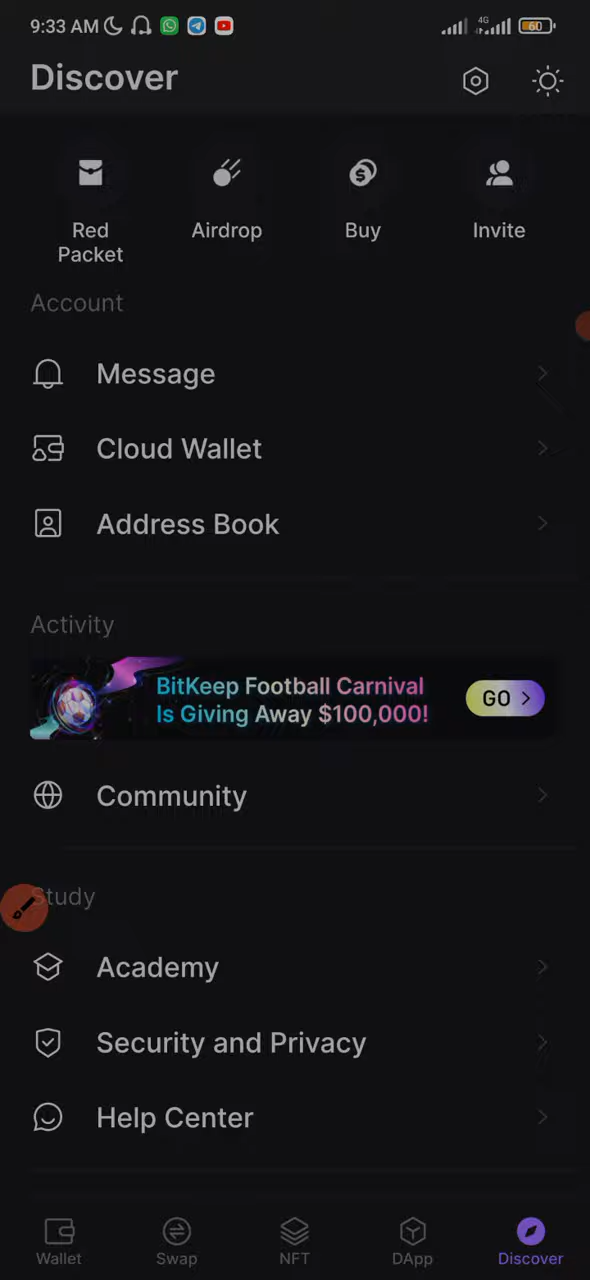 9:33 AM
4G
60
Discover
Red
Packet
Airdrop
Buy
Invite
Account
Message
Cloud Wallet
Address Book
Activity
BitKeep Football Carnival
Is Giving Away $100,000!
GO
Community
Study
Academy
Security and Privacy
Help Center
Wallet
Swap
NFT
DApp
Discover